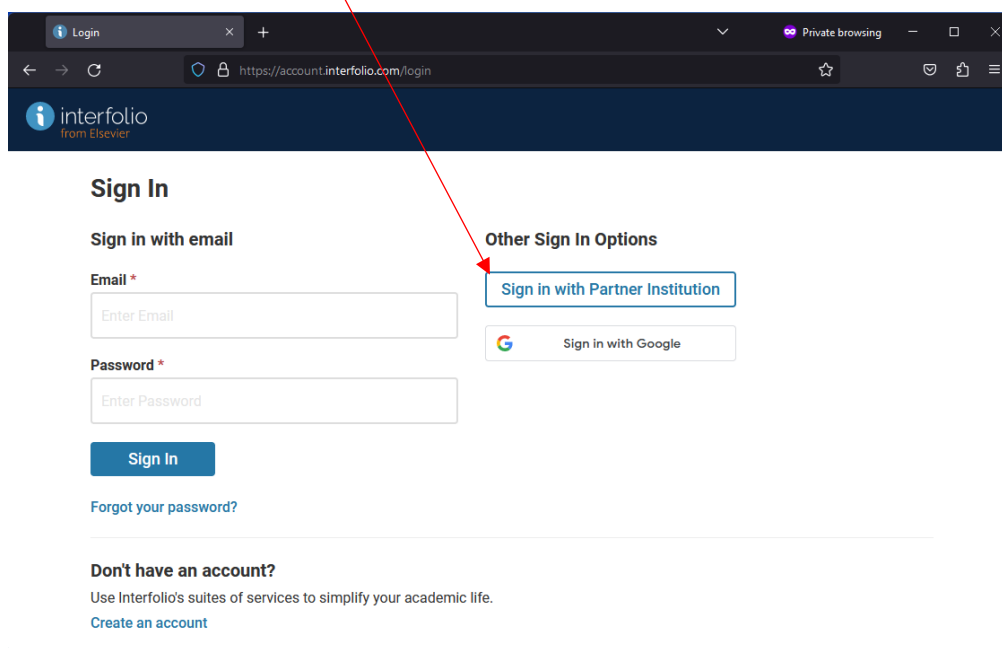 Login
Private browsing
https://account.interfolio.com/login
interfolio
from Elsevier
Sign In
Sign in with email
Email *
Enter Email
Password *
Enter Password
Sign In
Forgot your password?
Other Sign In Options
Sign in with Partner Institution
Sign in with Google
Don't have an account?
Use Interfolio's suites of services to simplify your academic life.
Create an account